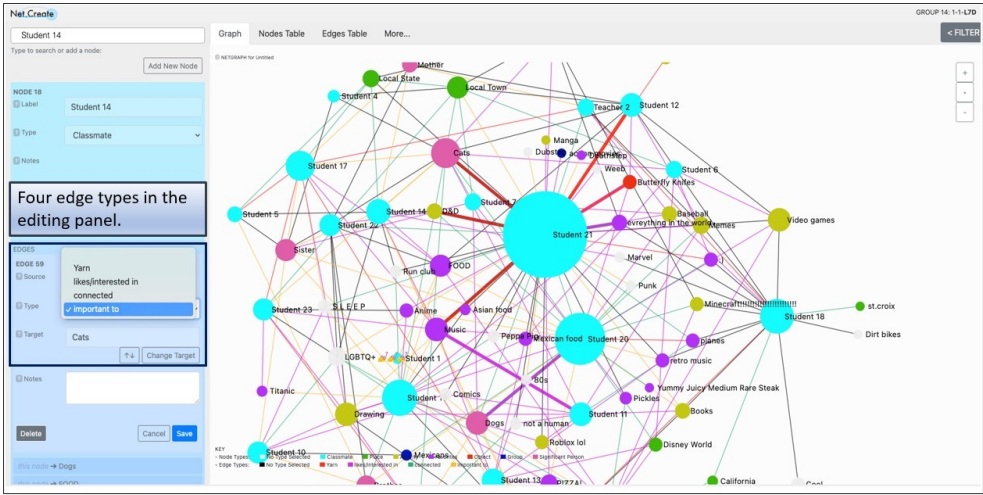 Net.Create
GROUP 14: 1-1-L7D
Student 14
Type to search or add a node:
Add New Node
Graph
Nodes Table
Edges Table
More...
< FILTER
NETGRAPH for Untitled
NODE 18
Label
Student 14
Type
Classmate
Notes
Four edge types in the
editing panel.
EDGES
EDGE 59
Source
Yarn
likes/interested in
connected
✓ important to
Type
Target
Cats
↑↓
Change Target
Notes
Delete
Cancel
Save
this node → Dogs
this node → FOOD
+
-
Mother
Local State
Local Town
Student 4
Teacher 2
Student 12
Manga
Cats
Weeb
Student 17
Student 6
Butterfly Knifes
Student 14
D&D
Student 5
Baseball
Memes
evreything in the world
Video games
Student 21
Sister
Run club
FOOD
Marvel
:)
Punk
Student 23
S L E E P
Anime
Asian food
Minecraft!!!!!!!!!!!!!!!!!!!!!!!!
st.croix
Student 18
Music
Peppa Pig
Mexican food
Student 20
planes
Dirt bikes
LGBTQ+
Student 1
retro music
80s
Titanic
Comics
Yummy Juicy Medium Rare Steak
Pickles
Drawing
Dogs
not a human
Student 11
Books
Roblox lol
Disney World
Student 10
Mexicans
Student 13
PIZZA!
California
Cool
KEY
- Node Types:
No Type Selected
Classmate
Place
Object
Group
Significant Person
- Edge Types:
No Type Selected
Yarn
likes/interested in
connected
important to